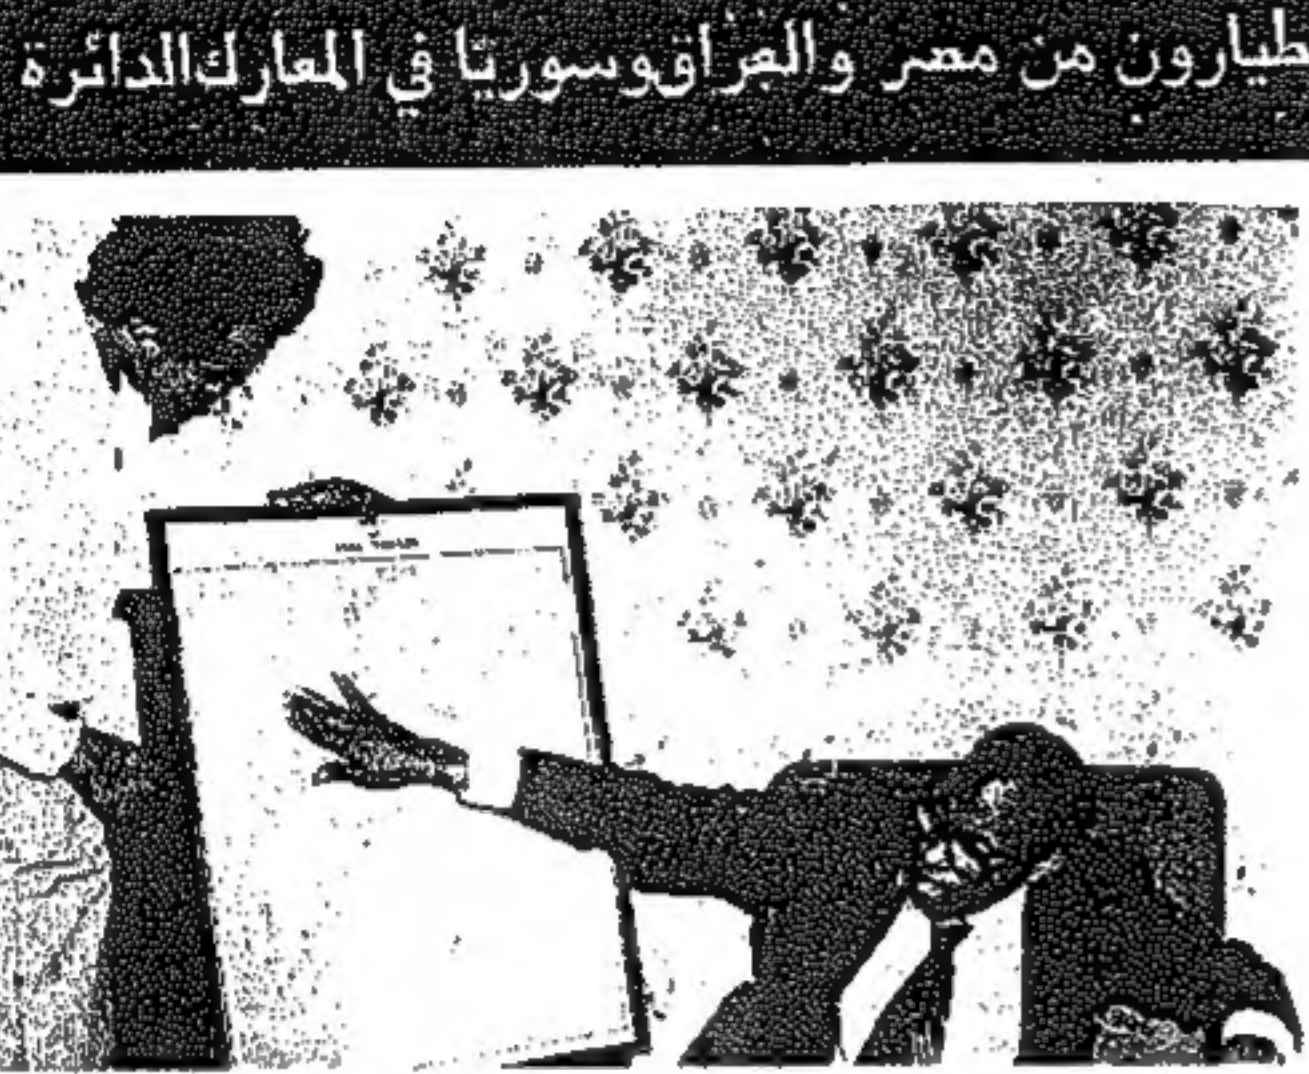 طيارون من مصر والعراق وسوريا في المعارك الدائرة